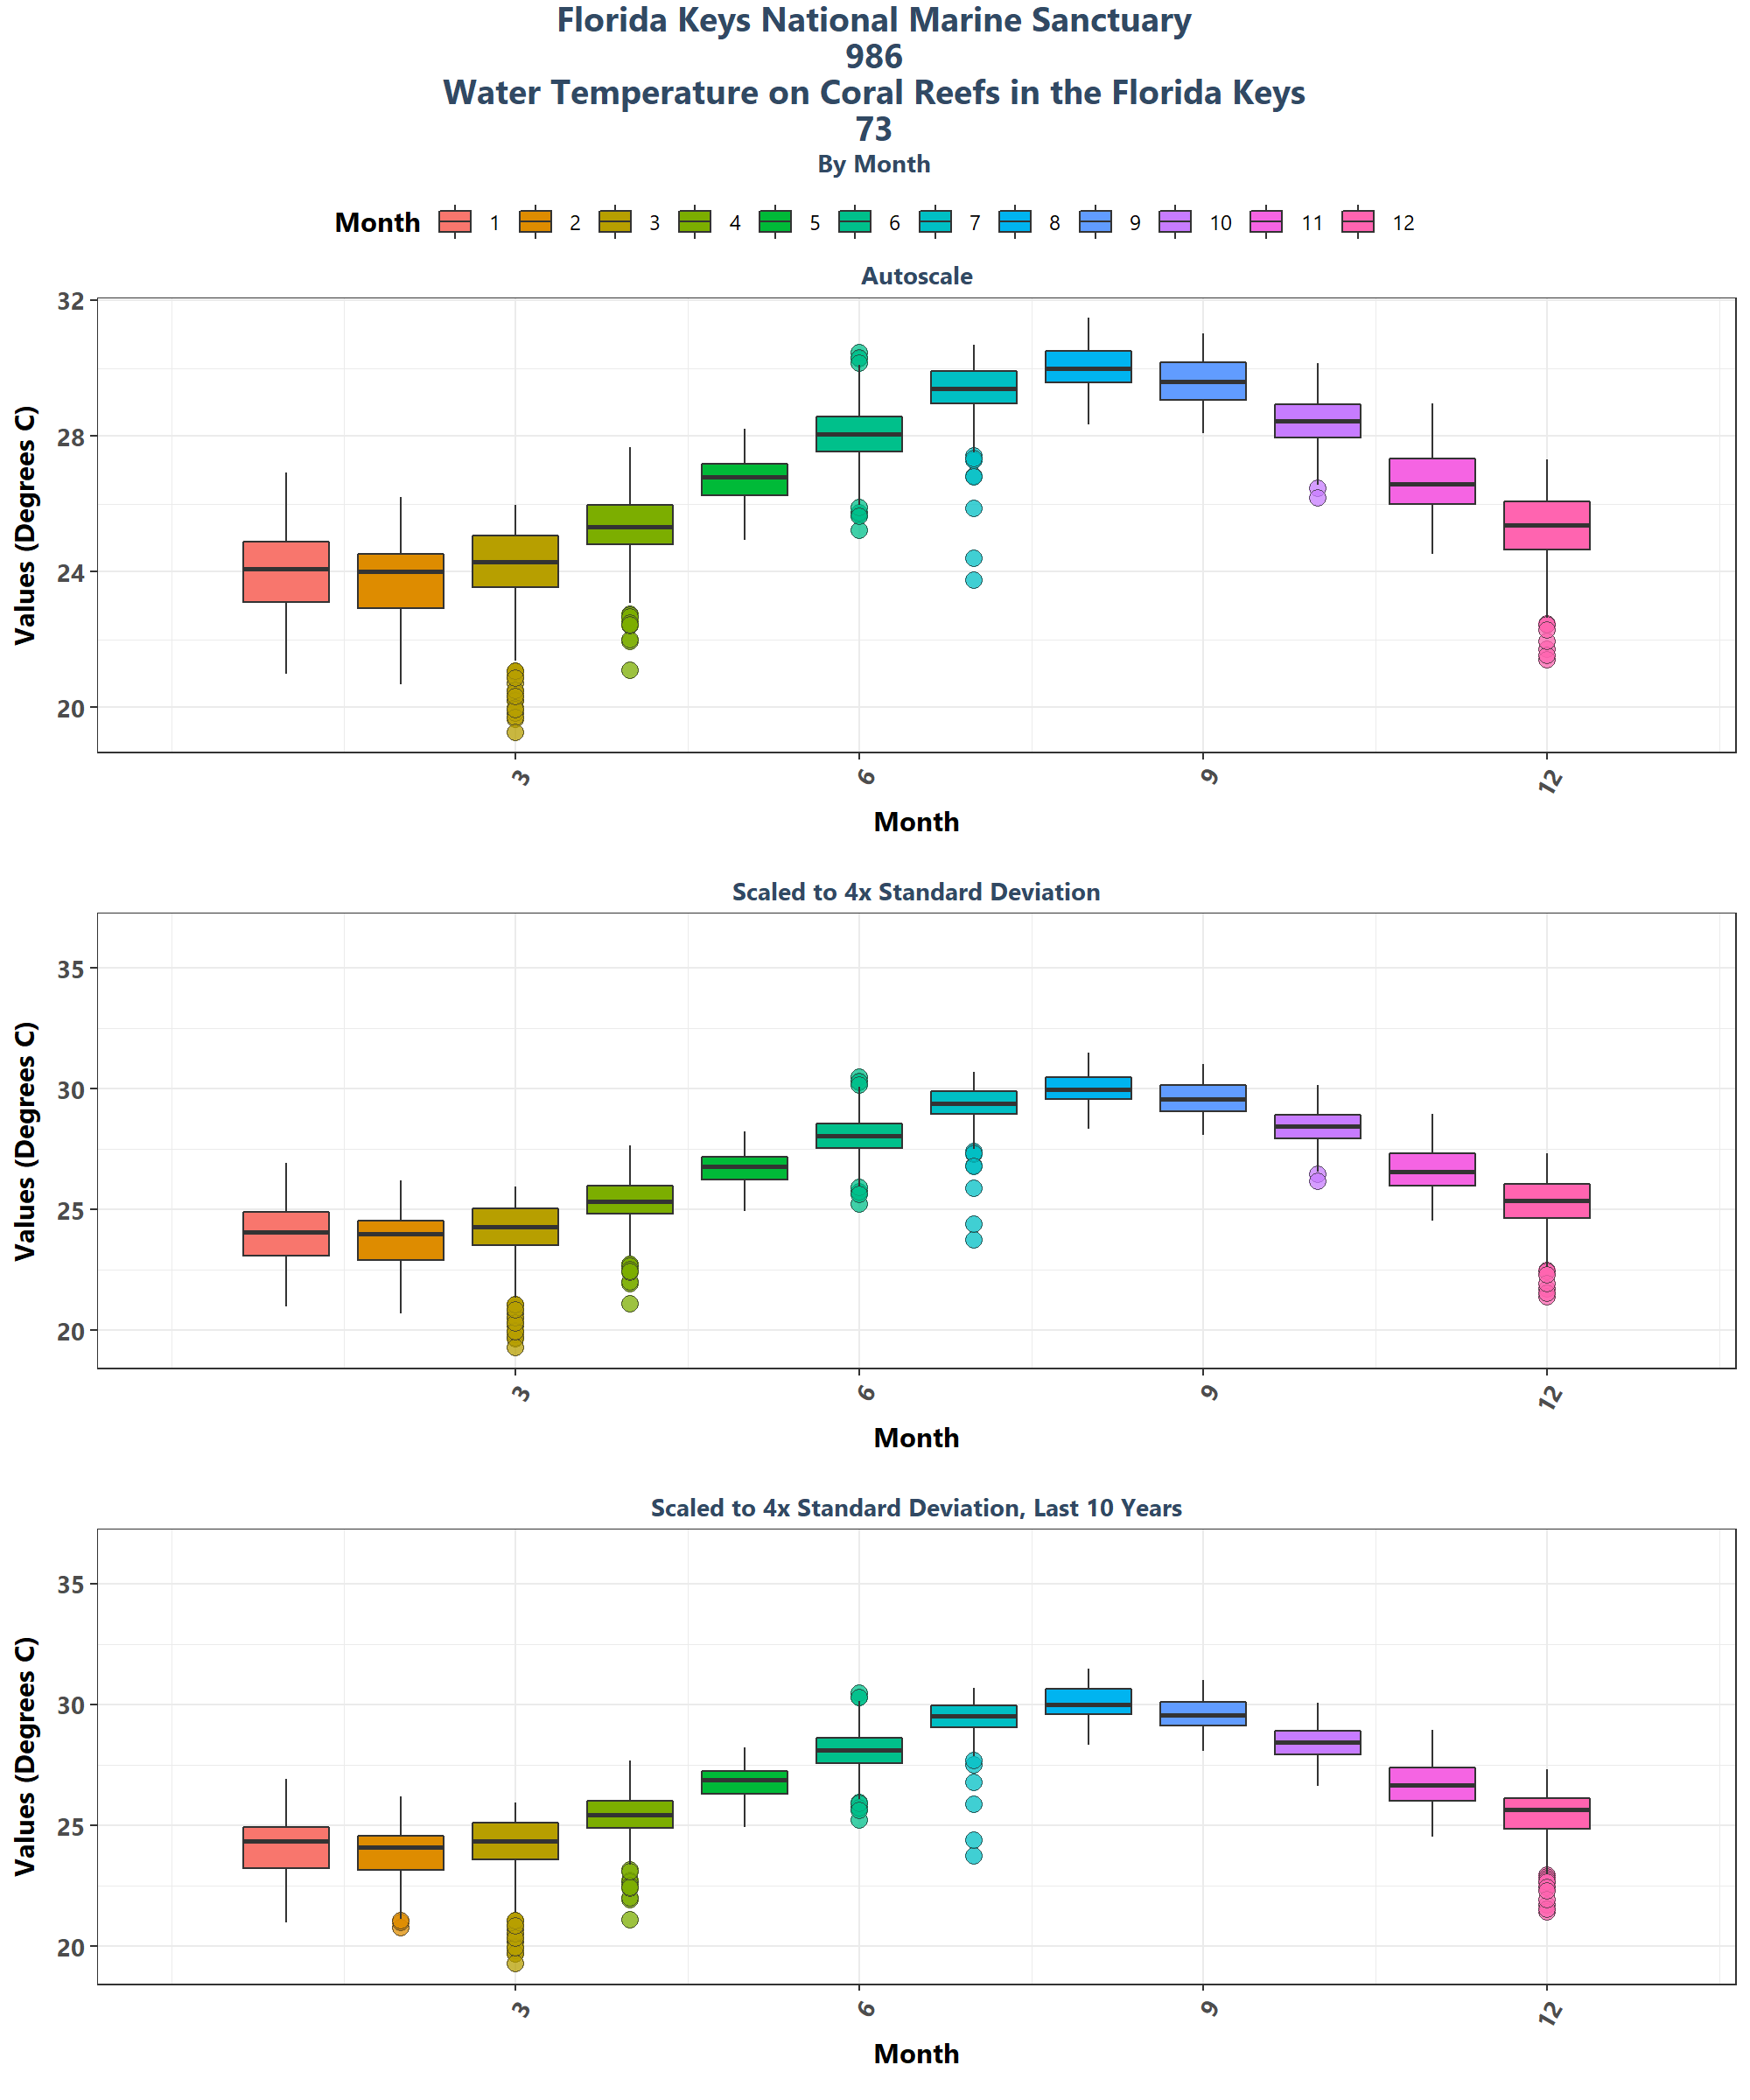 Florida Keys National Marine Sanctuary
986
Water Temperature on Coral Reefs in the Florida Keys
73
By Month
Month 1 2 3 4 5 6 7 8 9 10 11 12
Autoscale
Values (Degrees C)
32
28
24
20
3 6 9 12
Month
Scaled to 4x Standard Deviation
Values (Degrees C)
35
30
25
20
3 6 9 12
Month
Scaled to 4x Standard Deviation, Last 10 Years
Values (Degrees C)
35
30
25
20
3 6 9 12
Month